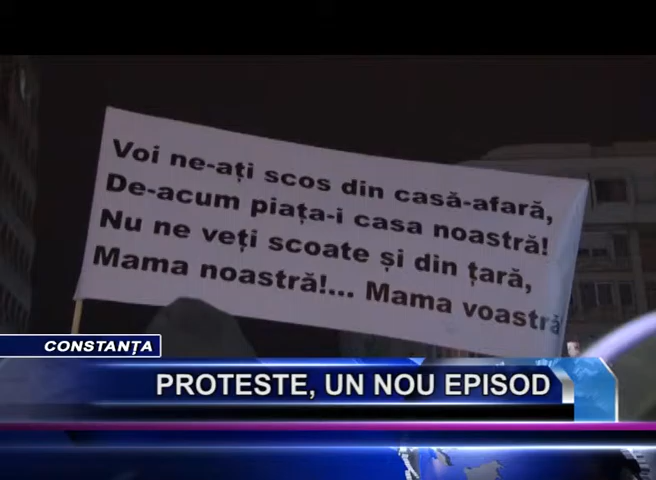 Voi ne-ați scos din casă-afară,
De-acum piața-i casa noastră!
Nu ne veți scoate și din țară,
Mama noastră!... Mama voastră
CONSTANȚA
PROTESTE, UN NOU EPISOD